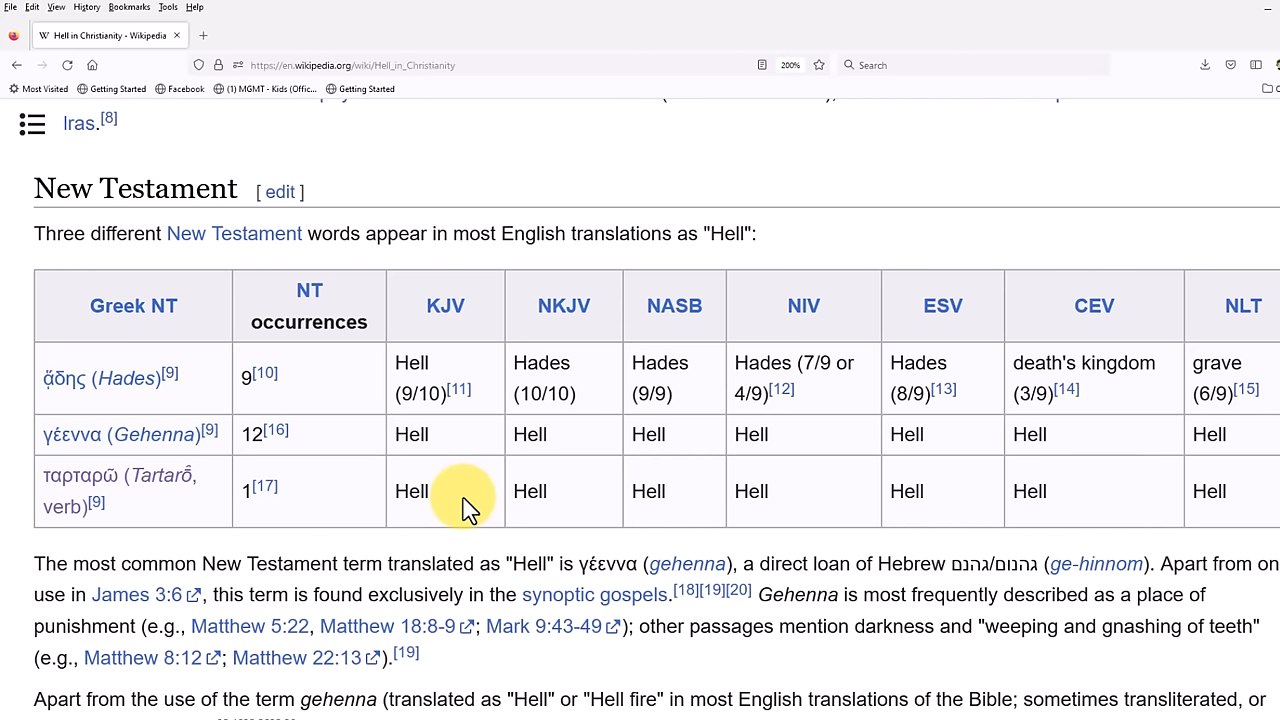 File Edit View History Bookmarks Tools Help
Hell in Christianity - Wikipedia
https://en.wikipedia.org/wiki/Hell_in_Christianity 200% Search
Most Visited Getting Started Facebook (1) MGMT - Kids (Offic... Getting Started
Iras.[8]
New Testament [ edit ]
Three different New Testament words appear in most English translations as "Hell":
Greek NT NT occurrences KJV NKJV NASB NIV ESV CEV NLT
ᾅδης (Hades)[9] 9[10] Hell (9/10)[11] Hades (10/10) Hades (9/9) Hades (7/9 or 4/9)[12] Hades (8/9)[13] death's kingdom (3/9)[14] grave (6/9)[15]
γέεννα (Gehenna)[9] 12[16] Hell Hell Hell Hell Hell Hell Hell
ταρταρῶ (Tartarō̂, verb)[9] 1[17] Hell Hell Hell Hell Hell Hell Hell
The most common New Testament term translated as "Hell" is γέεννα (gehenna), a direct loan of Hebrew גהנום/גהנם (ge-hinnom). Apart from on
use in James 3:6, this term is found exclusively in the synoptic gospels.[18][19][20] Gehenna is most frequently described as a place of
punishment (e.g., Matthew 5:22, Matthew 18:8-9; Mark 9:43-49); other passages mention darkness and "weeping and gnashing of teeth"
(e.g., Matthew 8:12; Matthew 22:13).[19]
Apart from the use of the term gehenna (translated as "Hell" or "Hell fire" in most English translations of the Bible; sometimes transliterated, or